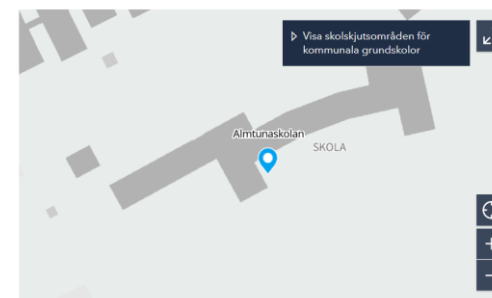 Visa skolskjutsområden för
kommunala grundskolor
Almtunaskolan
SKOLA